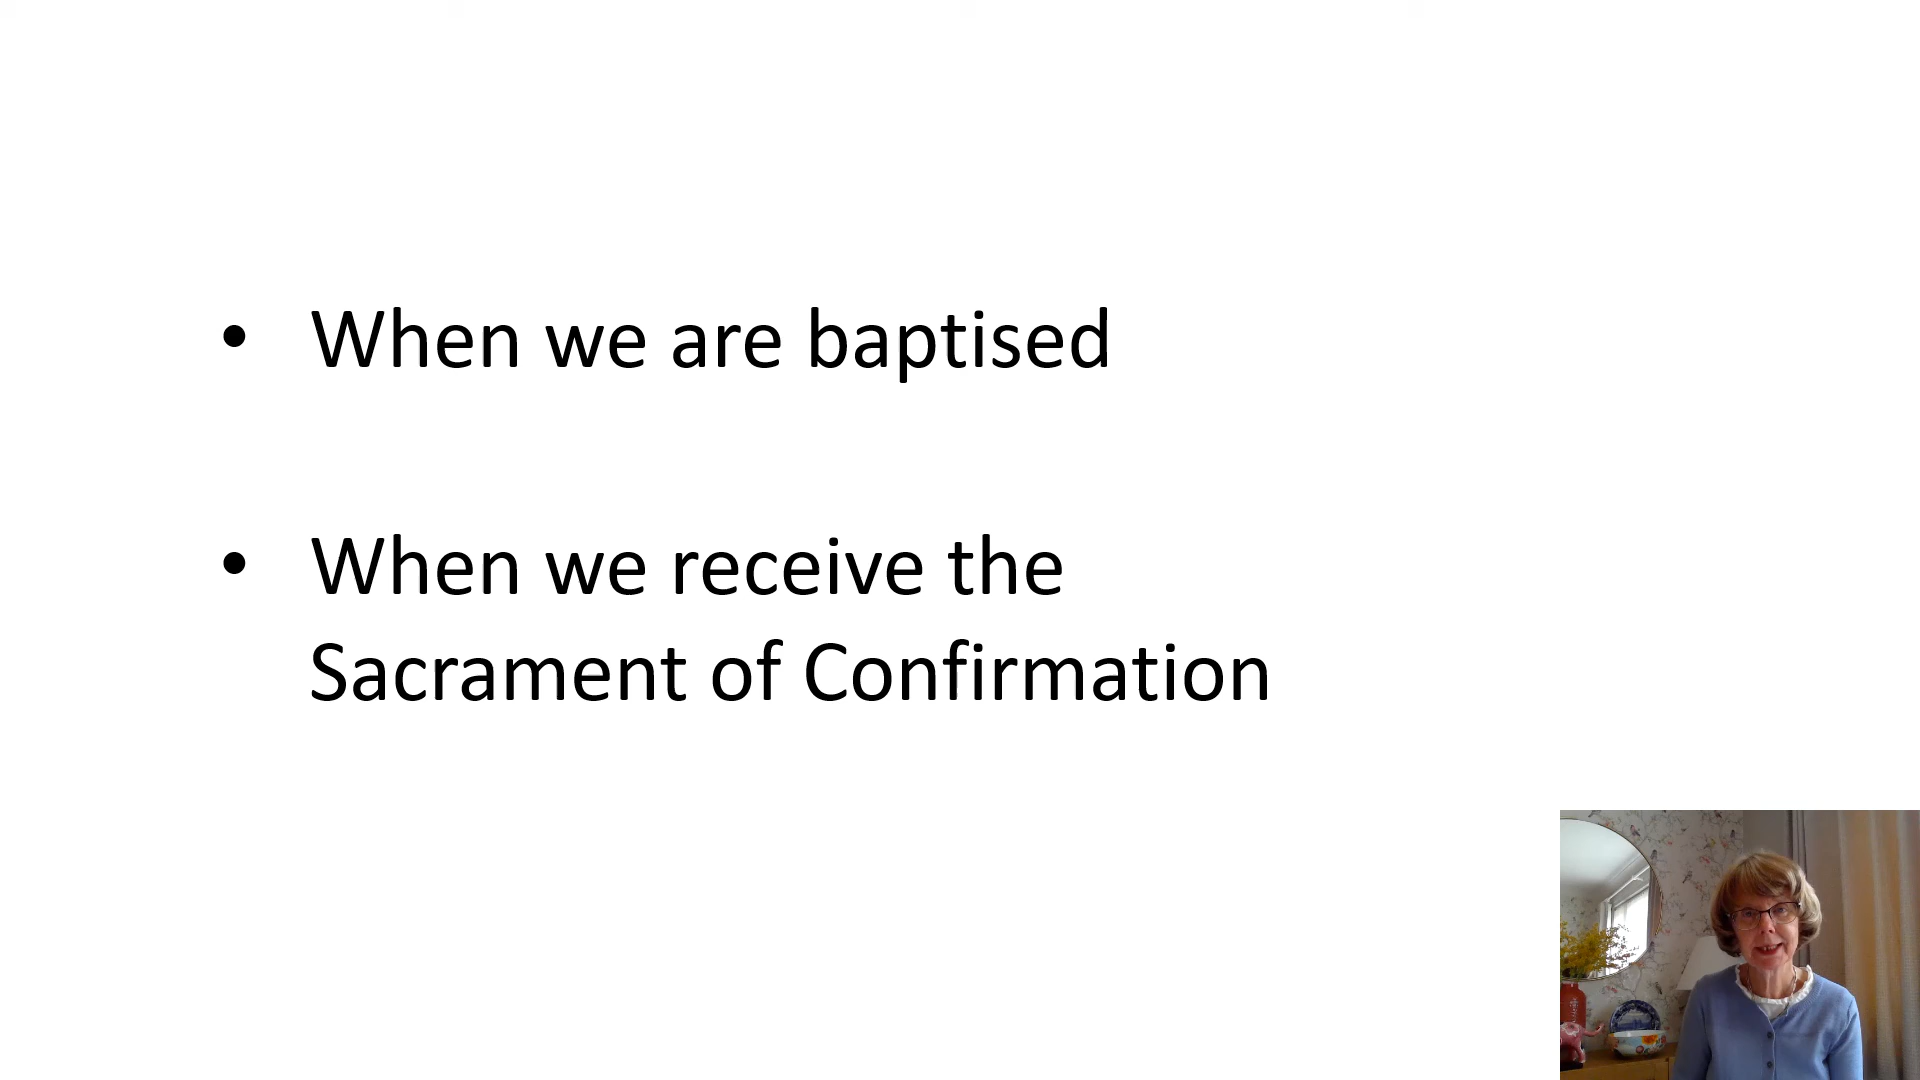 • When we are baptised
• When we receive the
Sacrament of Confirmation